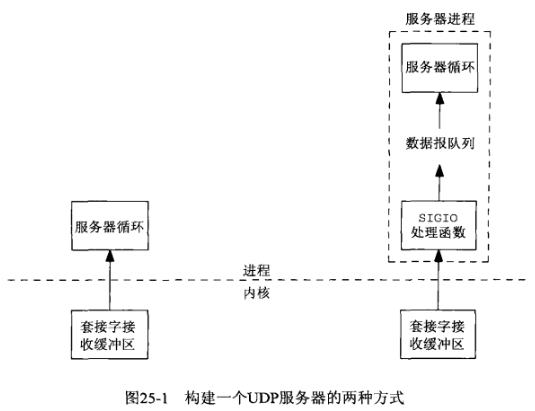 服务器进程
服务器循环
数据报队列
SIGIO
处理函数
服务器循环
进程
内核
套接字接
收缓冲区
套接字接
收缓冲区
图25-1 构建一个UDP服务器的两种方式